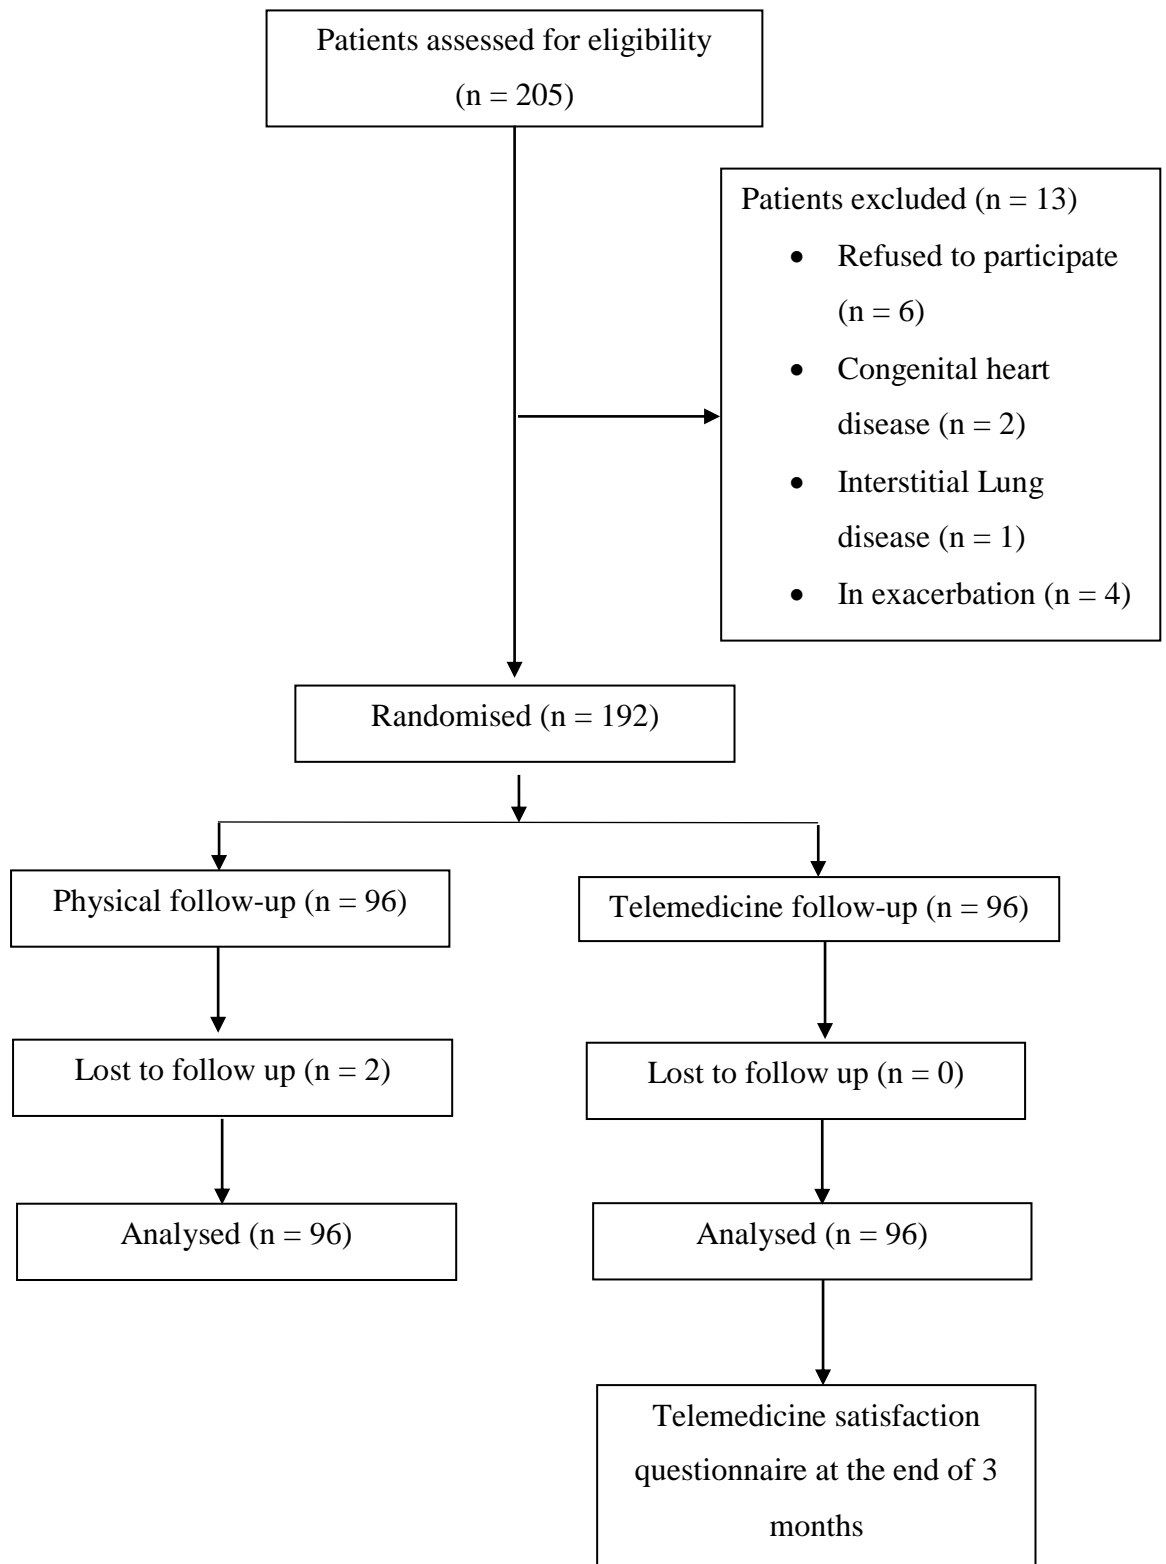 Patients assessed for eligibility
(n = 205)
Patients excluded (n = 13)
• Refused to participate
(n = 6)
• Congenital heart
disease (n = 2)
• Interstitial Lung
disease (n = 1)
• In exacerbation (n = 4)
Randomised (n = 192)
Physical follow-up (n = 96)
Telemedicine follow-up (n = 96)
Lost to follow up (n = 2)
Lost to follow up (n = 0)
Analysed (n = 96)
Analysed (n = 96)
Telemedicine satisfaction
questionnaire at the end of 3
months